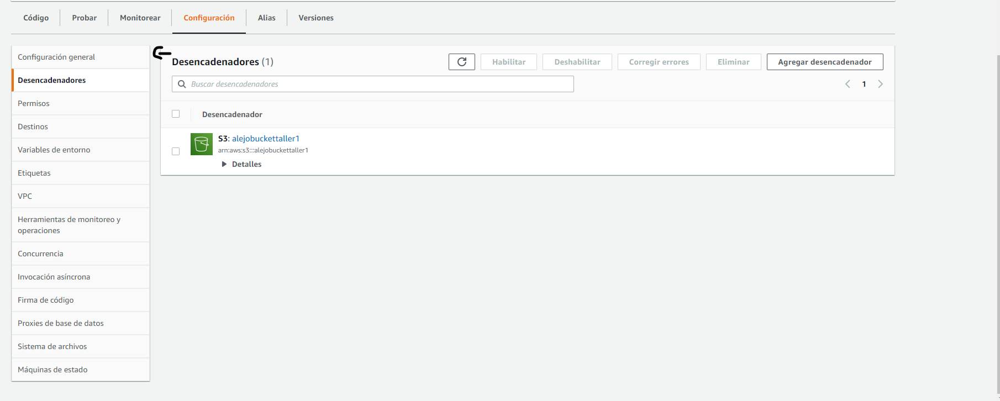 Código
Probar
Monitorear
Configuración
Alias
Versiones
Configuración general
Desencadenadores
Permisos
Destinos
Variables de entorno
Etiquetas
VPC
Herramientas de monitoreo y
operaciones
Concurrencia
Invocación asíncrona
Firma de código
Proxies de base de datos
Sistema de archivos
Máquinas de estado
Desencadenadores (1)
Habilitar
Deshabilitar
Corregir errores
Eliminar
Agregar desencadenador
Buscar desencadenadores
1
Desencadenador
S3: alejobuckettaller1
arn:aws:s3:::alejobuckettaller1
Detalles